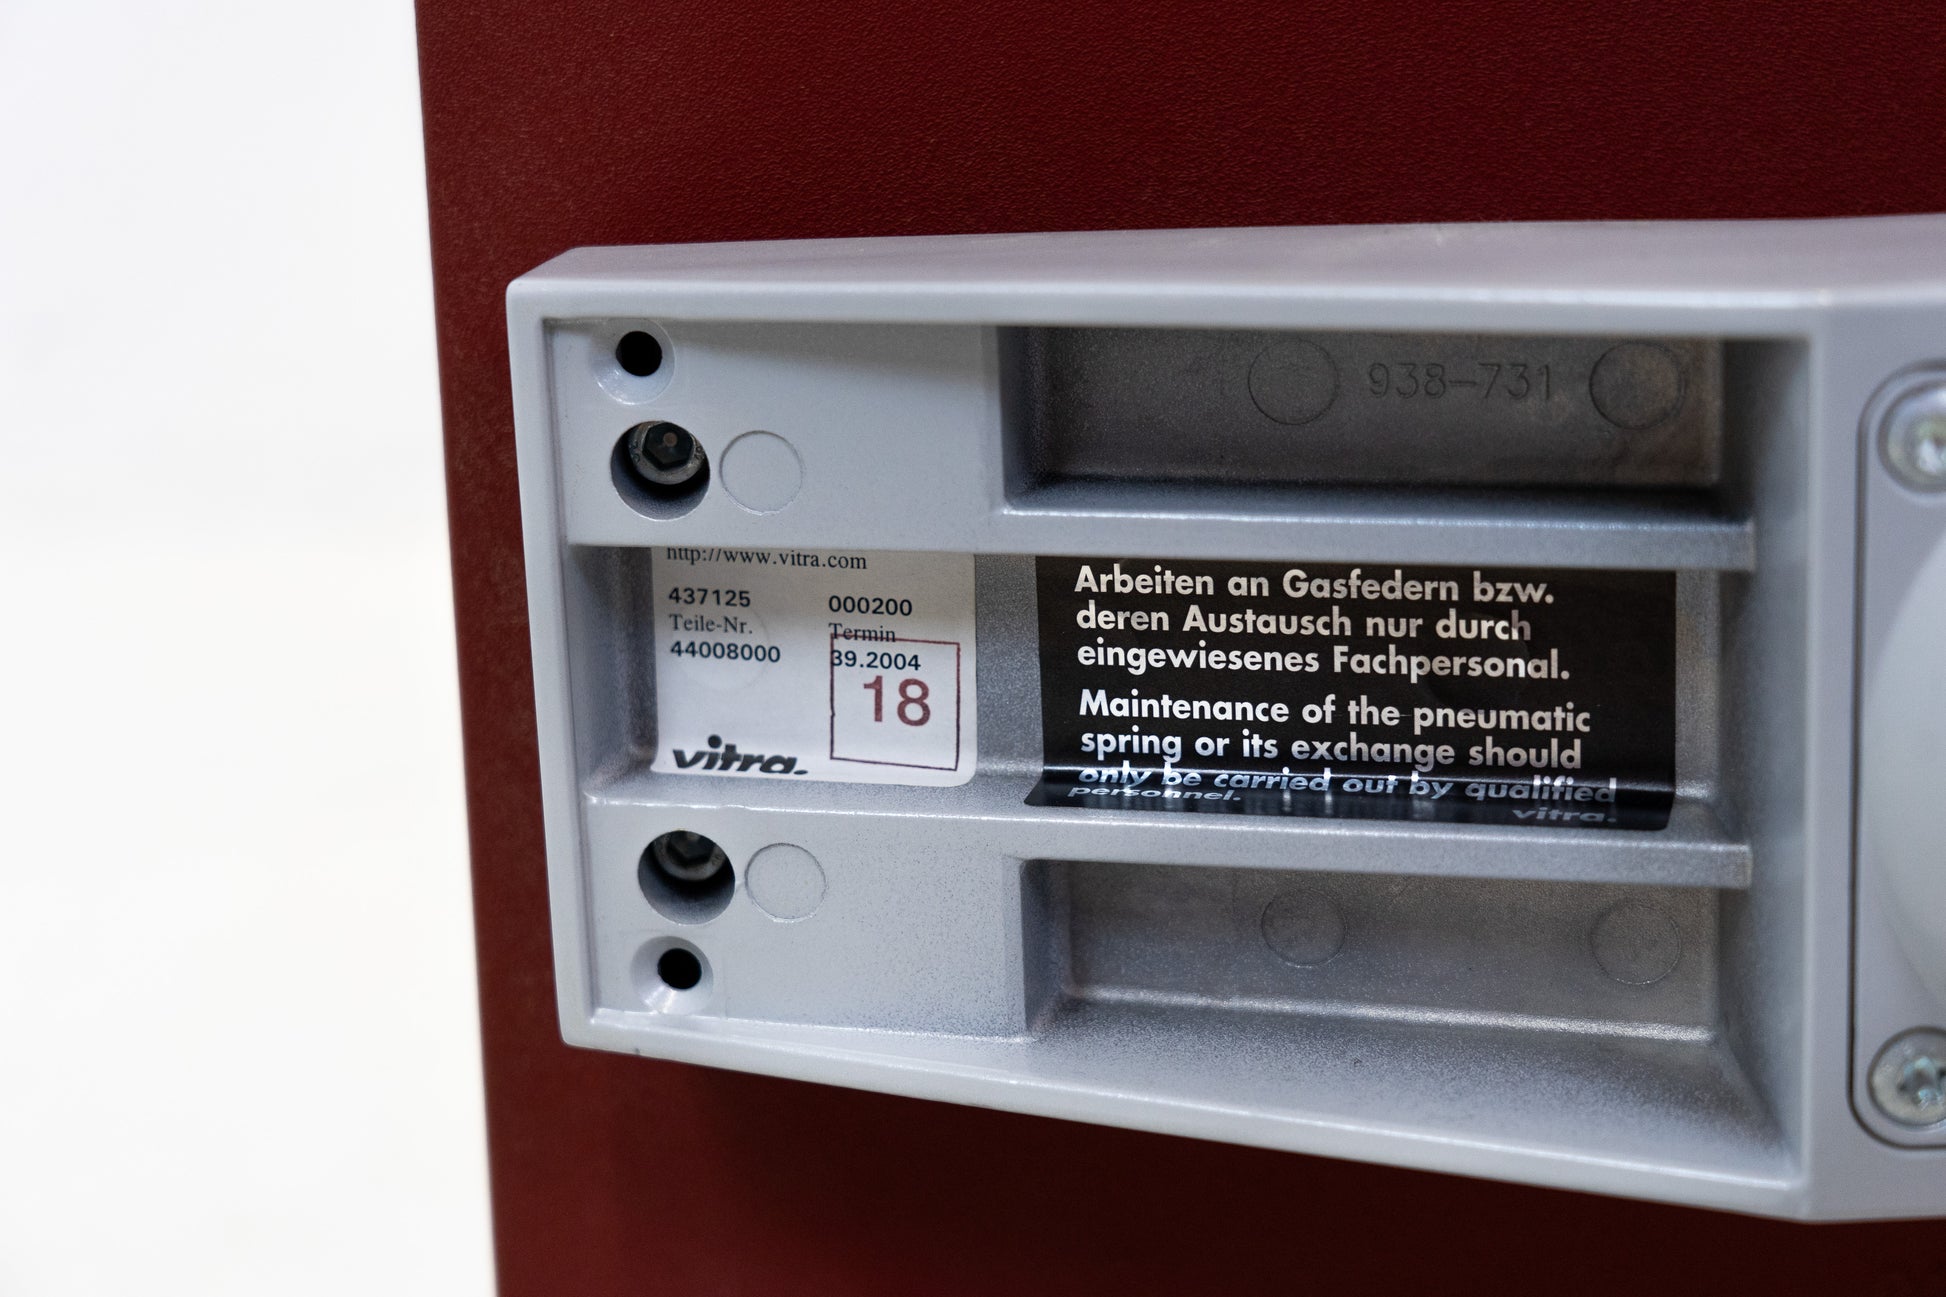 938-731
http://www.vitra.com
437125 000200
Teile-Nr. Termin
44008000 39.2004
18
vitra.
Arbeiten an Gasfedern bzw.
deren Austausch nur durch
eingewiesenes Fachpersonal.
Maintenance of the pneumatic
spring or its exchange should
only be carried out by qualified
personnel.
vitra.